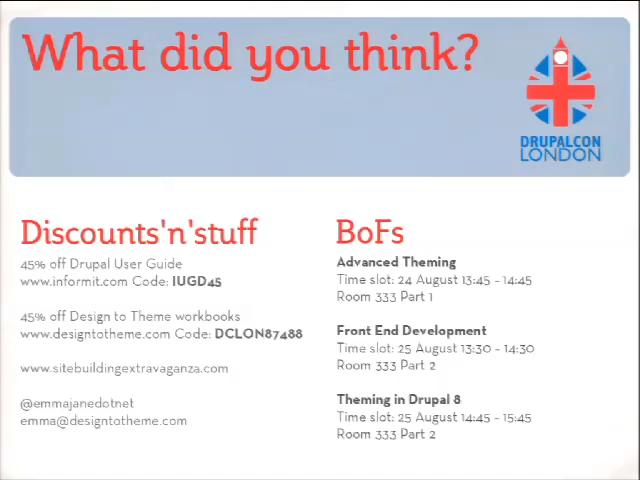 What did you think?
DRUPALCON
LONDON
Discounts'n'stuff
45% off Drupal User Guide
www.informit.com Code: IUGD45
45% off Design to Theme workbooks
www.designtotheme.com Code: DCLON87488
www.sitebuildingextravaganza.com
@emmajanedotnet
emma@designtotheme.com
BoFs
Advanced Theming
Time slot: 24 August 13:45 - 14:45
Room 333 Part 1
Front End Development
Time slot: 25 August 13:30 - 14:30
Room 333 Part 2
Theming in Drupal 8
Time slot: 25 August 14:45 - 15:45
Room 333 Part 2